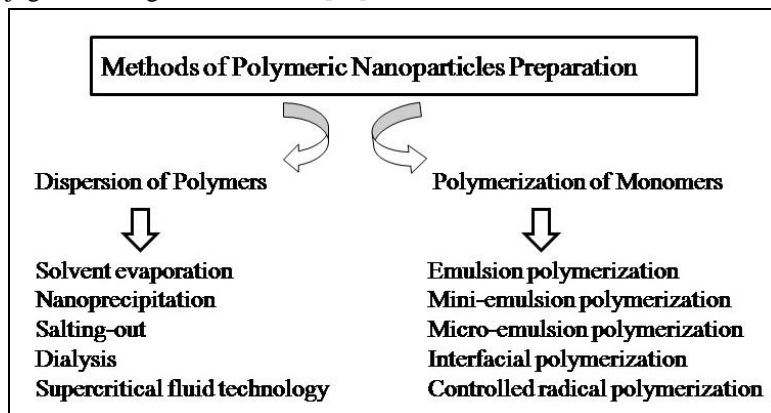 Methods of Polymeric Nanoparticles Preparation
Dispersion of Polymers
Solvent evaporation
Nanoprecipitation
Salting-out
Dialysis
Supercritical fluid technology
Polymerization of Monomers
Emulsion polymerization
Mini-emulsion polymerization
Micro-emulsion polymerization
Interfacial polymerization
Controlled radical polymerization